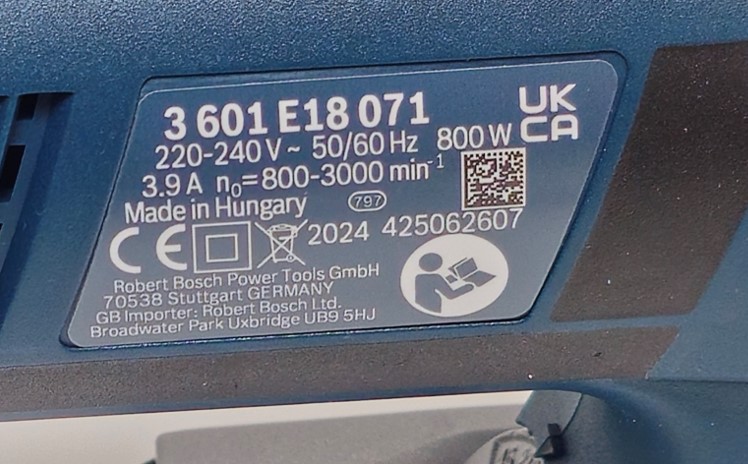 3 601 E18 071
UK
CA
220-240 V ~ 50/60 Hz 800 W
3.9 A n₀=800-3000 min⁻¹
Made in Hungary 797
CE 2024 425062607
Robert Bosch Power Tools GmbH
70538 Stuttgart GERMANY
GB Importer: Robert Bosch Ltd.
Broadwater Park Uxbridge UB9 5HJ